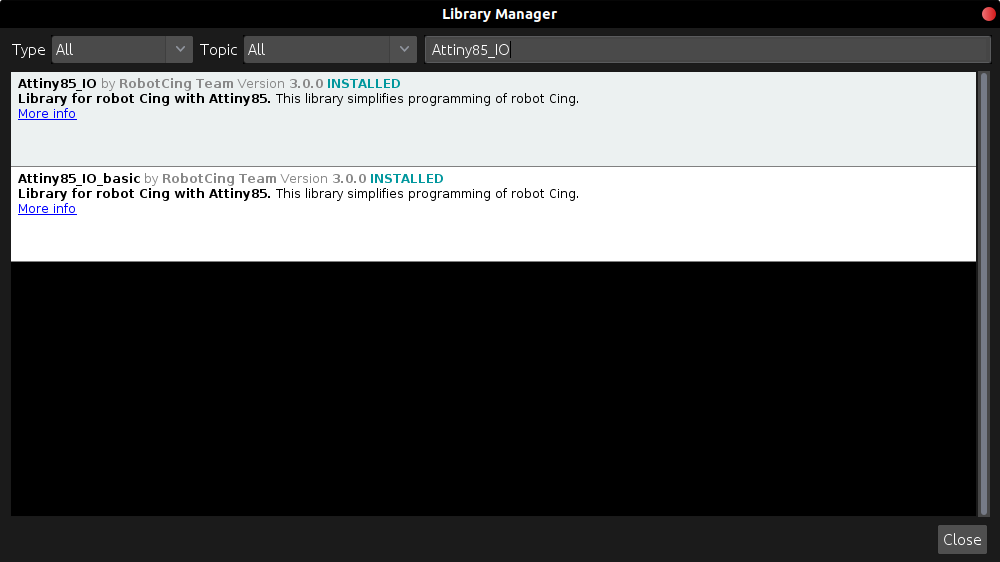 Library Manager
Type All Topic All Attiny85_IO
Attiny85_IO by RobotCing Team Version 3.0.0 INSTALLED
Library for robot Cing with Attiny85. This library simplifies programming of robot Cing.
More info
Attiny85_IO_basic by RobotCing Team Version 3.0.0 INSTALLED
Library for robot Cing with Attiny85. This library simplifies programming of robot Cing.
More info
Close